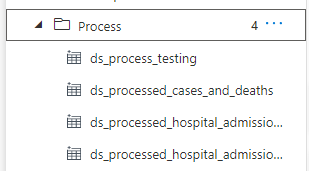 Process 4 ...
ds_process_testing
ds_processed_cases_and_deaths
ds_processed_hospital_admissio...
ds_processed_hospital_admissio...